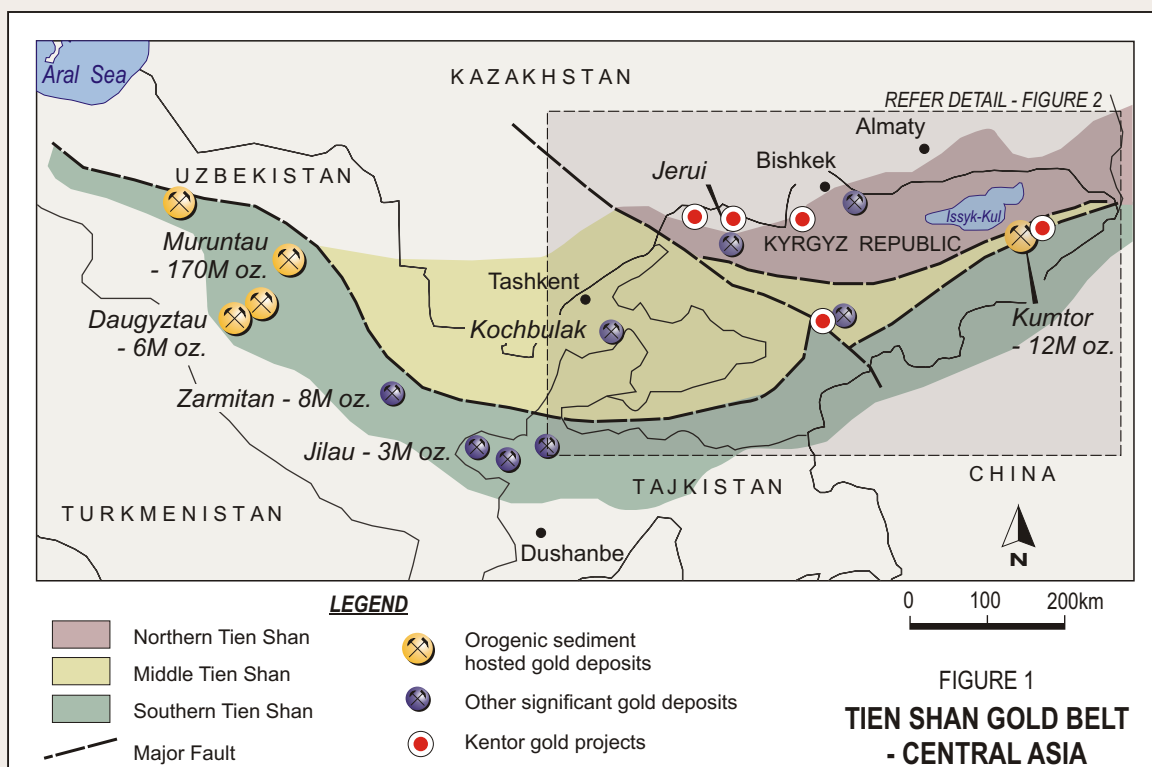 Aral Sea
KAZAKHSTAN
REFER DETAIL - FIGURE 2
Almaty
Bishkek
Jerui
UZBEKISTAN
Issyk-Kul
KYRGYZ REPUBLIC
Muruntau
- 170M oz.
Tashkent
Kochbulak
Daugyztau
- 6M oz.
Kumtor
- 12M oz.
Zarmitan - 8M oz.
Jilau - 3M oz.
CHINA
TAJKISTAN
TURKMENISTAN
Dushanbe
N
LEGEND
Northern Tien Shan
Middle Tien Shan
Southern Tien Shan
Major Fault
Orogenic sediment
hosted gold deposits
Other significant gold deposits
Kentor gold projects
0 100 200km
FIGURE 1
TIEN SHAN GOLD BELT
- CENTRAL ASIA